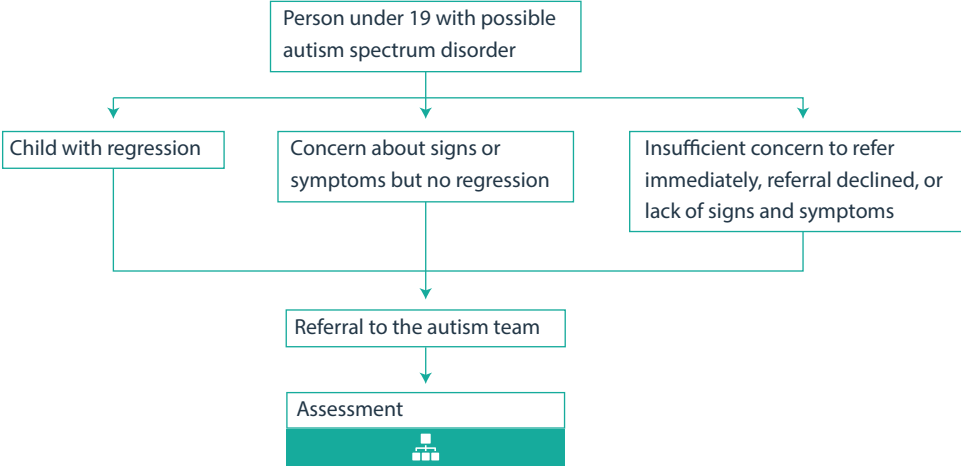 Person under 19 with possible
autism spectrum disorder
Child with regression
Concern about signs or
symptoms but no regression
Insufficient concern to refer
immediately, referral declined, or
lack of signs and symptoms
Referral to the autism team
Assessment